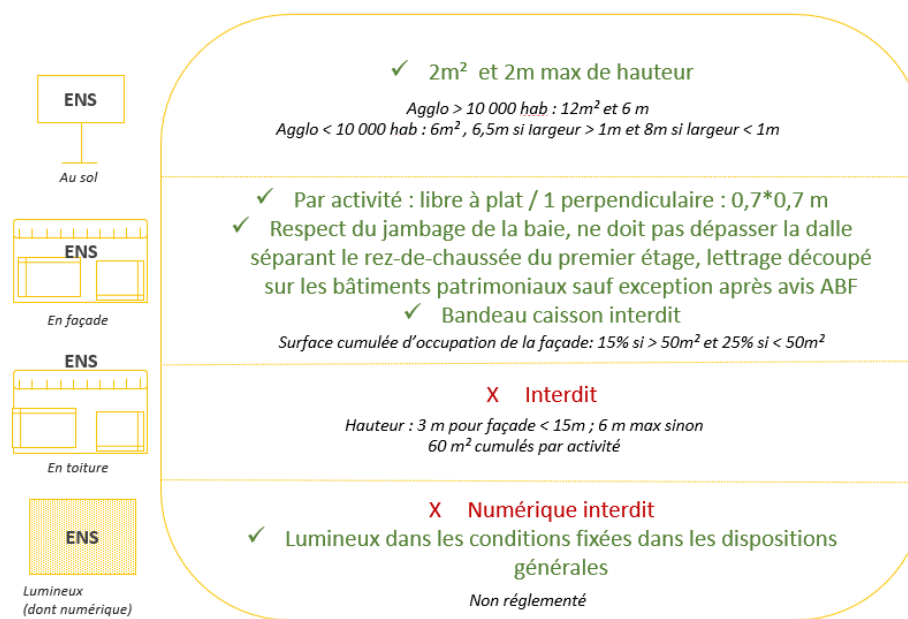 ✓ 2m² et 2m max de hauteur
Agglo > 10 000 hab : 12m² et 6 m
Agglo < 10 000 hab : 6m² , 6,5m si largeur > 1m et 8m si largeur < 1m
ENS
Au sol
✓ Par activité : libre à plat / 1 perpendiculaire : 0,7*0,7 m
✓ Respect du jambage de la baie, ne doit pas dépasser la dalle
séparant le rez-de-chaussée du premier étage, lettrage découpé
sur les bâtiments patrimoniaux sauf exception après avis ABF
✓ Bandeau caisson interdit
Surface cumulée d'occupation de la façade: 15% si > 50m² et 25% si < 50m²
ENS
En façade
X Interdit
Hauteur : 3 m pour façade < 15m ; 6 m max sinon
60 m² cumulés par activité
ENS
En toiture
X Numérique interdit
✓ Lumineux dans les conditions fixées dans les dispositions
générales
Non réglementé
ENS
Lumineux
(dont numérique)